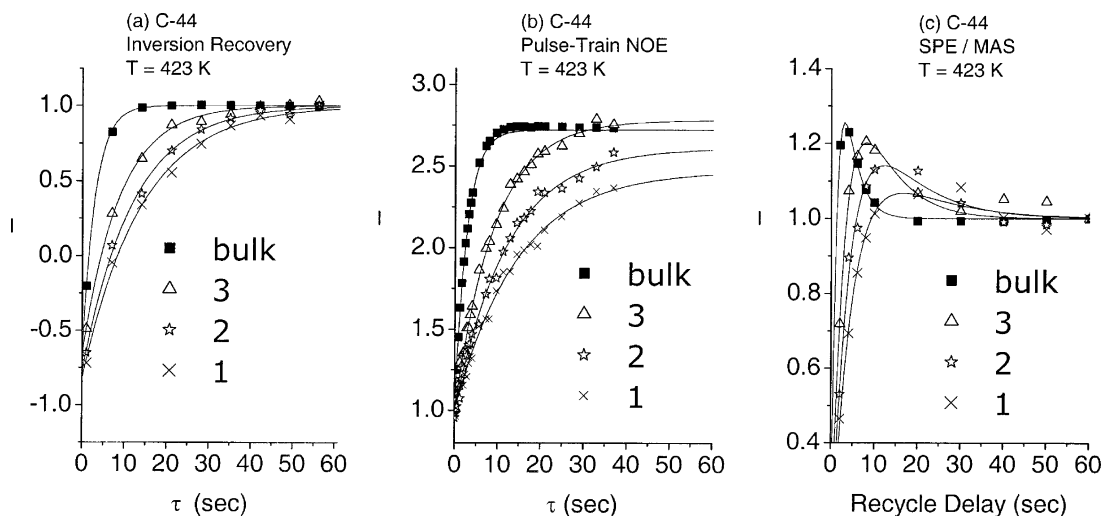 (a) C-44
Inversion Recovery
T = 423 K
1.0
0.5
0.0
-0.5
-1.0
I
bulk
3
2
1
0 10 20 30 40 50 60
τ (sec)
(b) C-44
Pulse-Train NOE
T = 423 K
3.0
2.5
2.0
1.5
1.0
I
bulk
3
2
1
0 10 20 30 40 50 60
τ (sec)
(c) C-44
SPE / MAS
T = 423 K
1.4
1.2
1.0
0.8
0.6
0.4
I
bulk
3
2
1
0 10 20 30 40 50 60
Recycle Delay (sec)